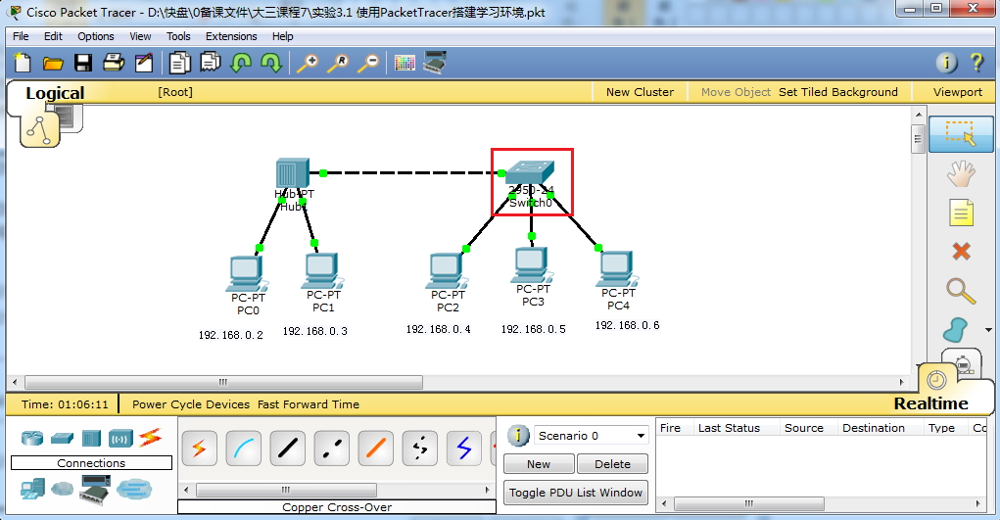 Cisco Packet Tracer - D:\快盘\0备课文件\大三课程7\实验3.1 使用PacketTracer搭建学习环境.pkt
File Edit Options View Tools Extensions Help
Logical [Root] New Cluster Move Object Set Tiled Background Viewport
Hub-PT
Hub1
2950-24
Switch0
PC-PT
PC0
192.168.0.2
PC-PT
PC1
192.168.0.3
PC-PT
PC2
192.168.0.4
PC-PT
PC3
192.168.0.5
PC-PT
PC4
192.168.0.6
Time: 01:06:11 Power Cycle Devices Fast Forward Time Realtime
Connections
Copper Cross-Over
Scenario 0
New Delete
Toggle PDU List Window
Fire Last Status Source Destination Type Co